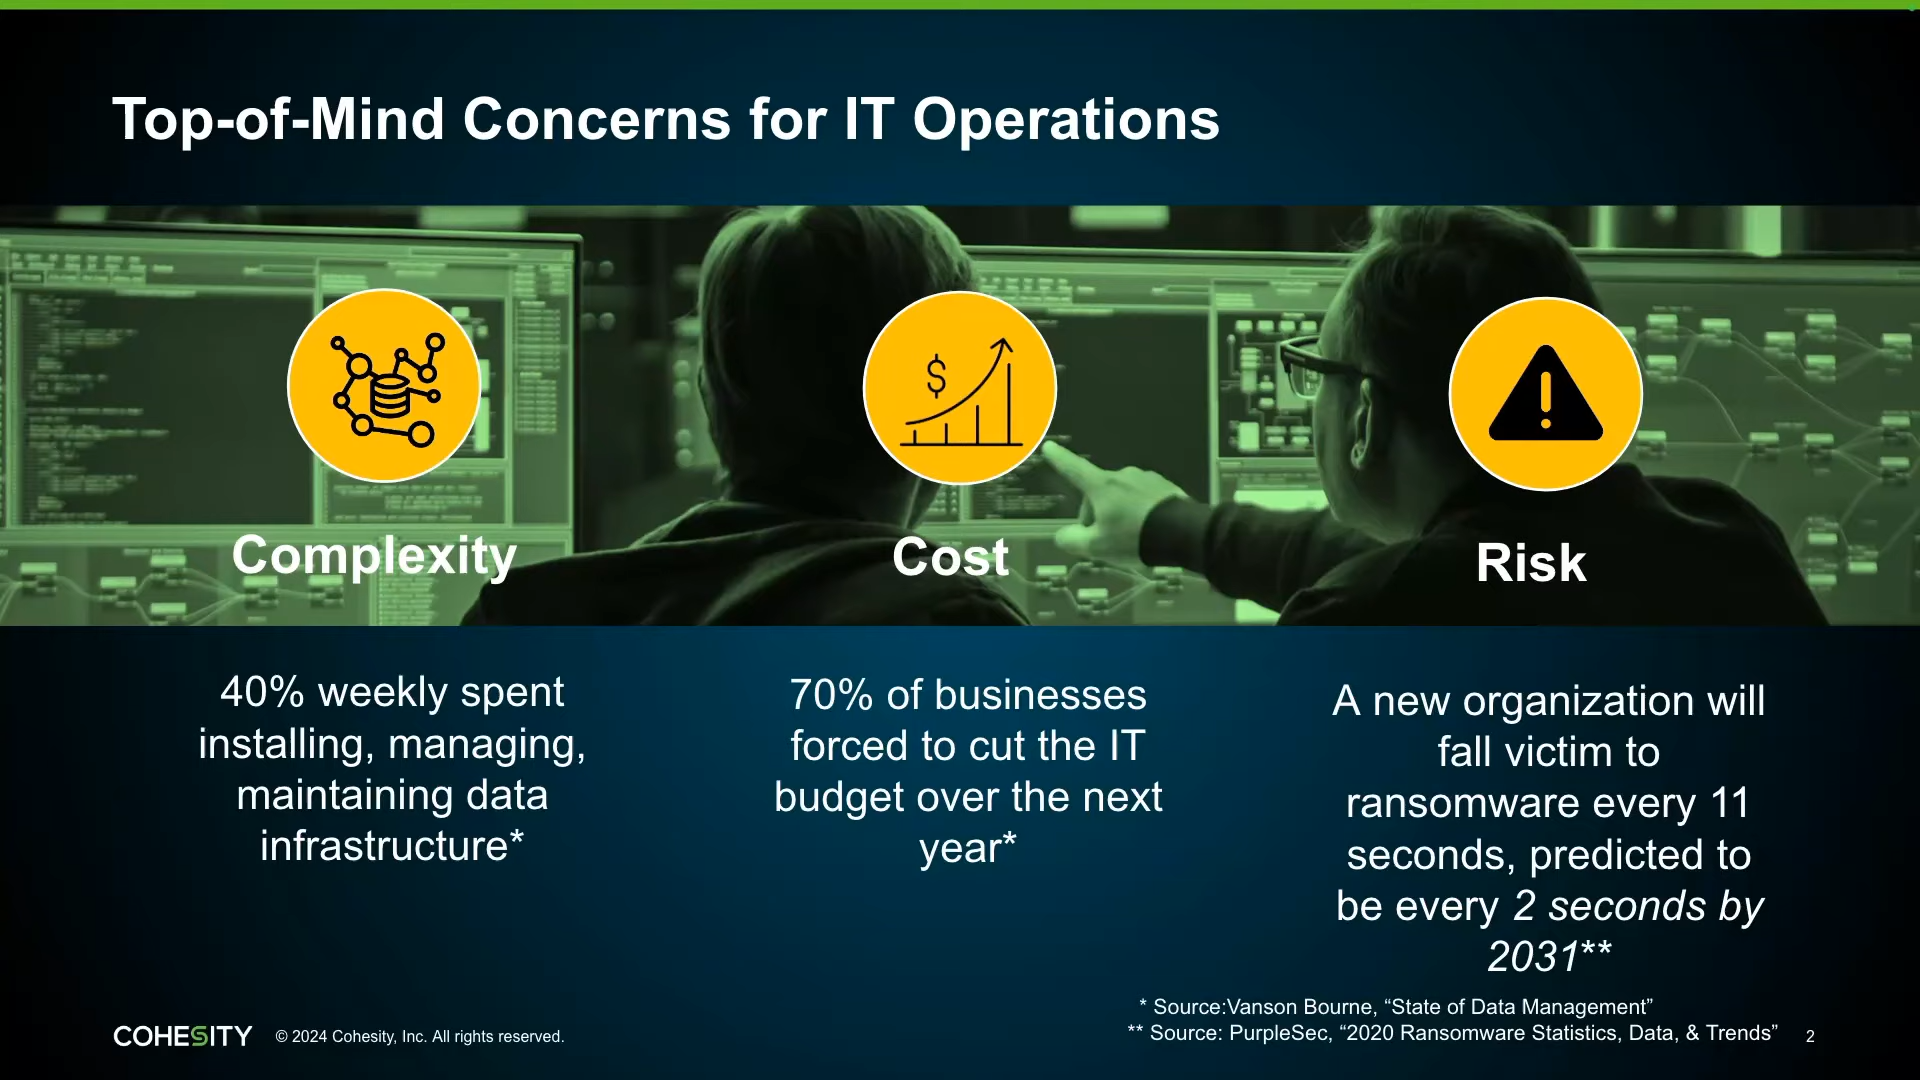 Top-of-Mind Concerns for IT Operations
$
Complexity
Cost
Risk
40% weekly spent
installing, managing,
maintaining data
infrastructure*
70% of businesses
forced to cut the IT
budget over the next
year*
A new organization will
fall victim to
ransomware every 11
seconds, predicted to
be every 2 seconds by
2031**
* Source:Vanson Bourne, “State of Data Management”
** Source: PurpleSec, “2020 Ransomware Statistics, Data, & Trends”
COHESITY
© 2024 Cohesity, Inc. All rights reserved.
2